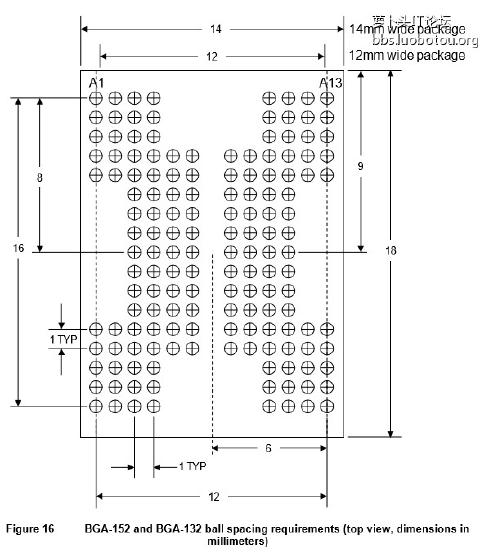 萝卜头IT论坛
14
14mm wide package
bbs.luobotou.org
12
12mm wide package
A1
A13
8
9
16
18
1 TYP
6
1 TYP
12
Figure 16 BGA-152 and BGA-132 ball spacing requirements (top view, dimensions in
millimeters)